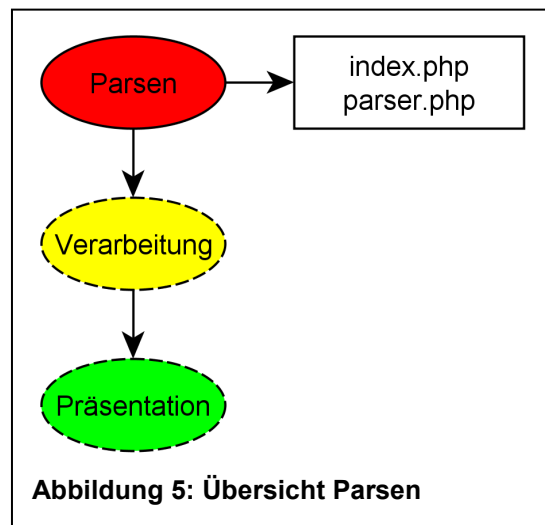 Parsen
index.php
parser.php
Verarbeitung
Präsentation
Abbildung 5: Übersicht Parsen